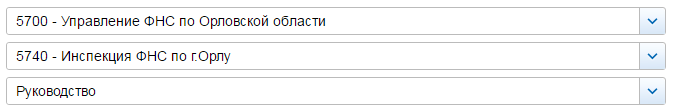 5700 - Управление ФНС по Орловской области
5740 - Инспекция ФНС по г.Орлу
Руководство